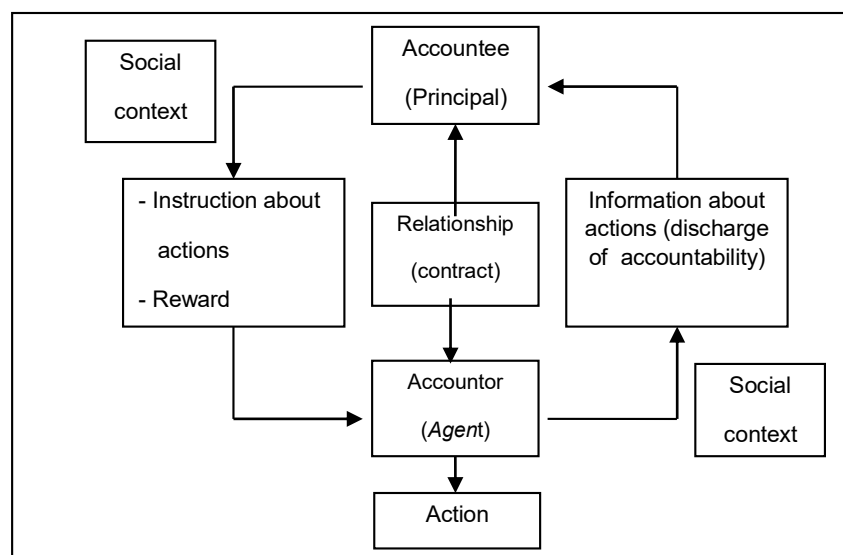 Social
context
Accountee
(Principal)
- Instruction about
actions
- Reward
Relationship
(contract)
Information about
actions (discharge
of accountability)
Accountor
(Agent)
Social
context
Action